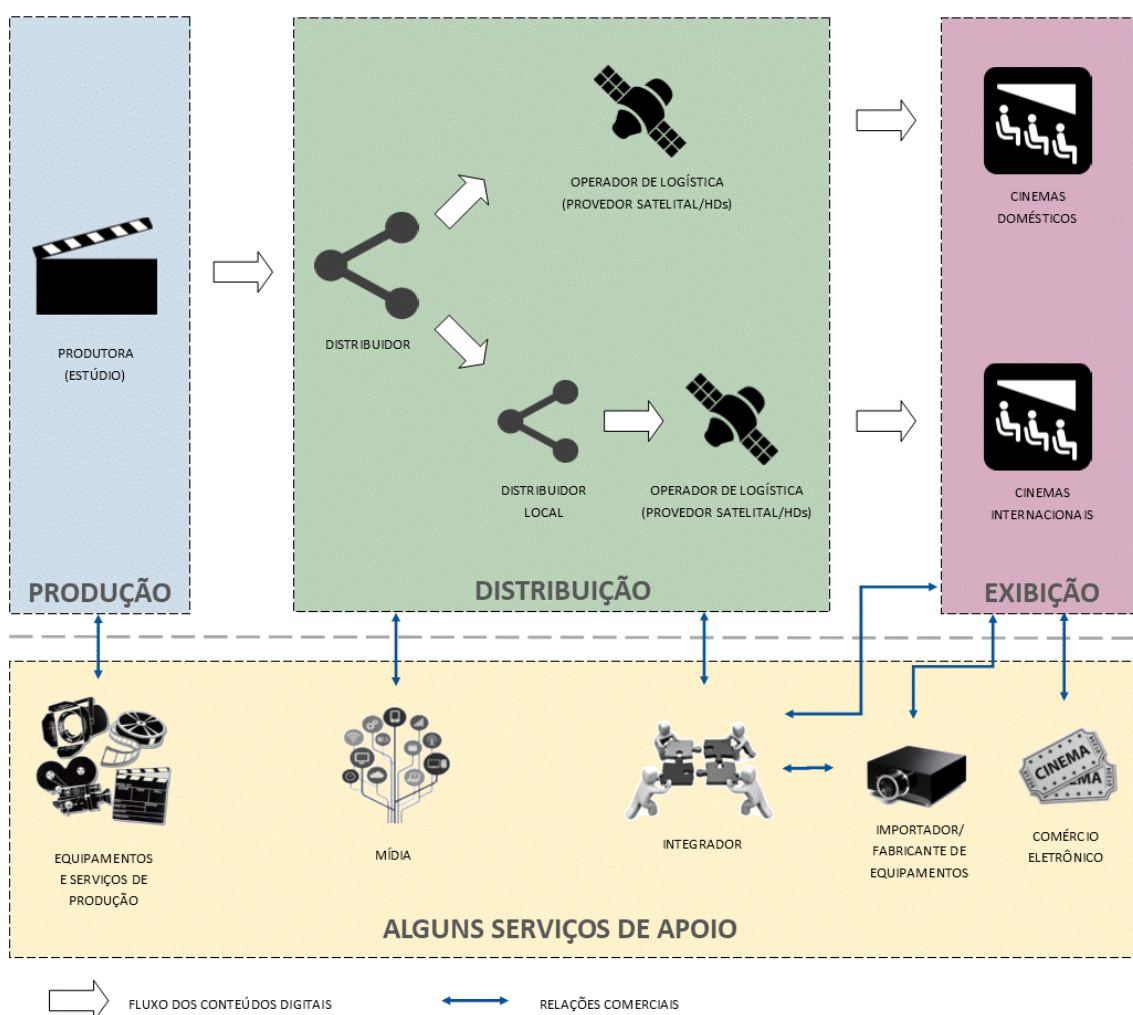 OPERADOR DE LOGÍSTICA
(PROVEDOR SATELITAL/HDs)
CINEMAS
DOMÉSTICOS
PRODUTORA
(ESTÚDIO)
DISTRIBUIDOR
DISTRIBUIDOR
LOCAL
OPERADOR DE LOGÍSTICA
(PROVEDOR SATELITAL/HDs)
CINEMAS
INTERNACIONAIS
PRODUÇÃO
DISTRIBUIÇÃO
EXIBIÇÃO
CINEMA
EMA
EQUIPAMENTOS
E SERVIÇOS DE
PRODUÇÃO
MÍDIA
INTEGRADOR
IMPORTADOR/
FABRICANTE DE
EQUIPAMENTOS
COMÉRCIO
ELETRÔNICO
ALGUNS SERVIÇOS DE APOIO
FLUXO DOS CONTEÚDOS DIGITAIS
RELAÇÕES COMERCIAIS